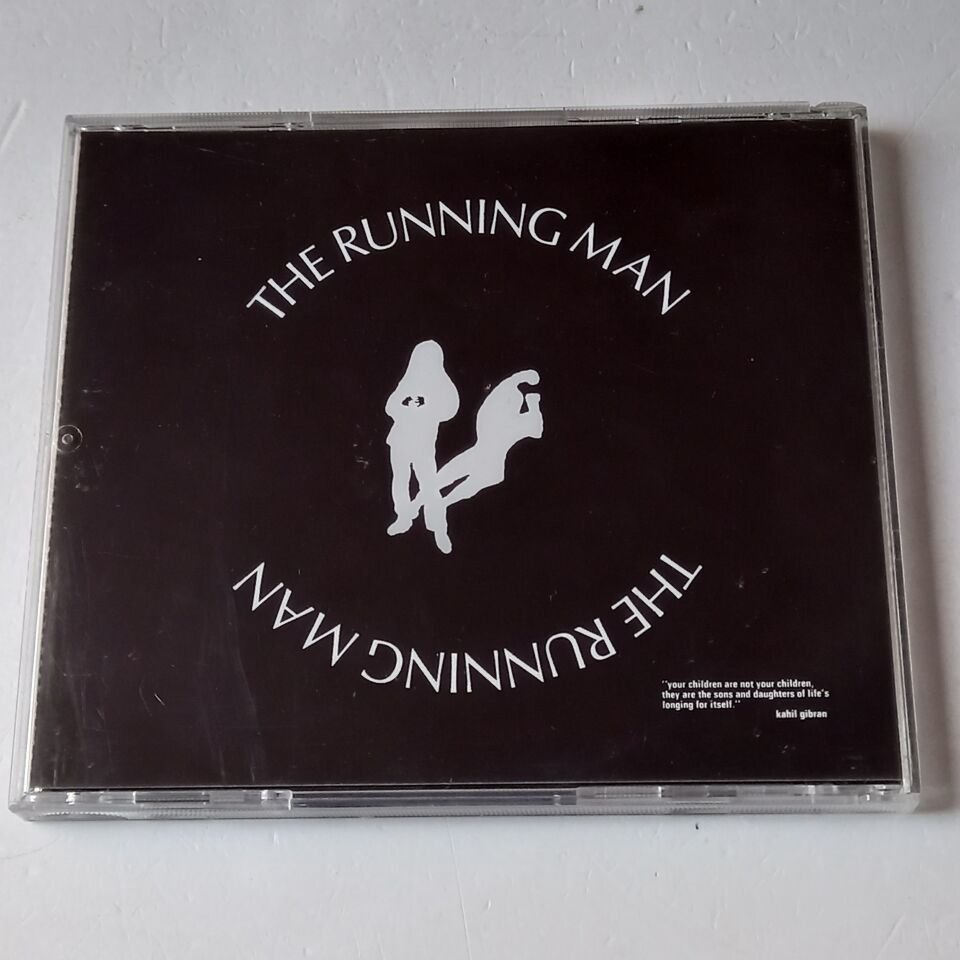 THE RUNNING MAN
THE RUNNING MAN
"your children are not your children,
they are the sons and daughters of life's
longing for itself."
kahil gibran